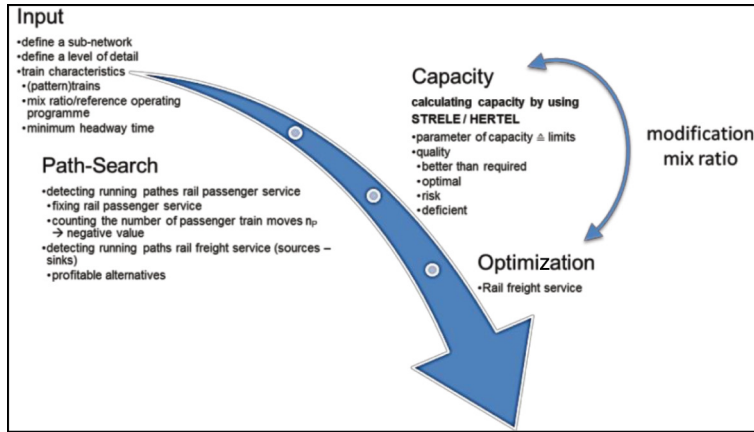 Input
•define a sub-network
•define a level of detail
•train characteristics
•(pattern)trains
•mix ratio/reference operating
programme
•minimum headway time
Path-Search
•detecting running pathes rail passenger service
•fixing rail passenger service
•counting the number of passenger train moves nP
→ negative value
•detecting running paths rail freight service (sources –
sinks)
•profitable alternatives
Capacity
calculating capacity by using
STRELE / HERTEL
•parameter of capacity ≙ limits
•quality
•better than required
•optimal
•risk
•deficient
modification
mix ratio
Optimization
•Rail freight service